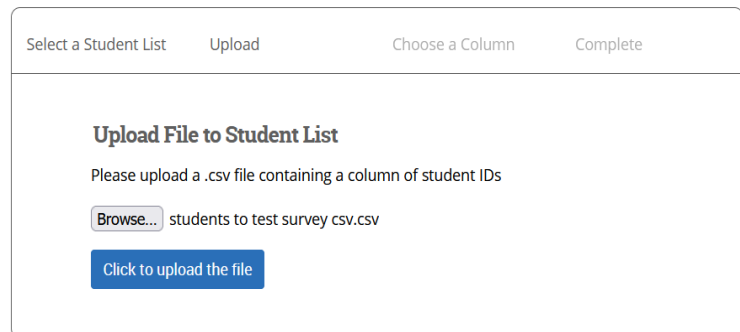 Select a Student List Upload Choose a Column Complete
Upload File to Student List
Please upload a .csv file containing a column of student IDs
Browse... students to test survey csv.csv
Click to upload the file